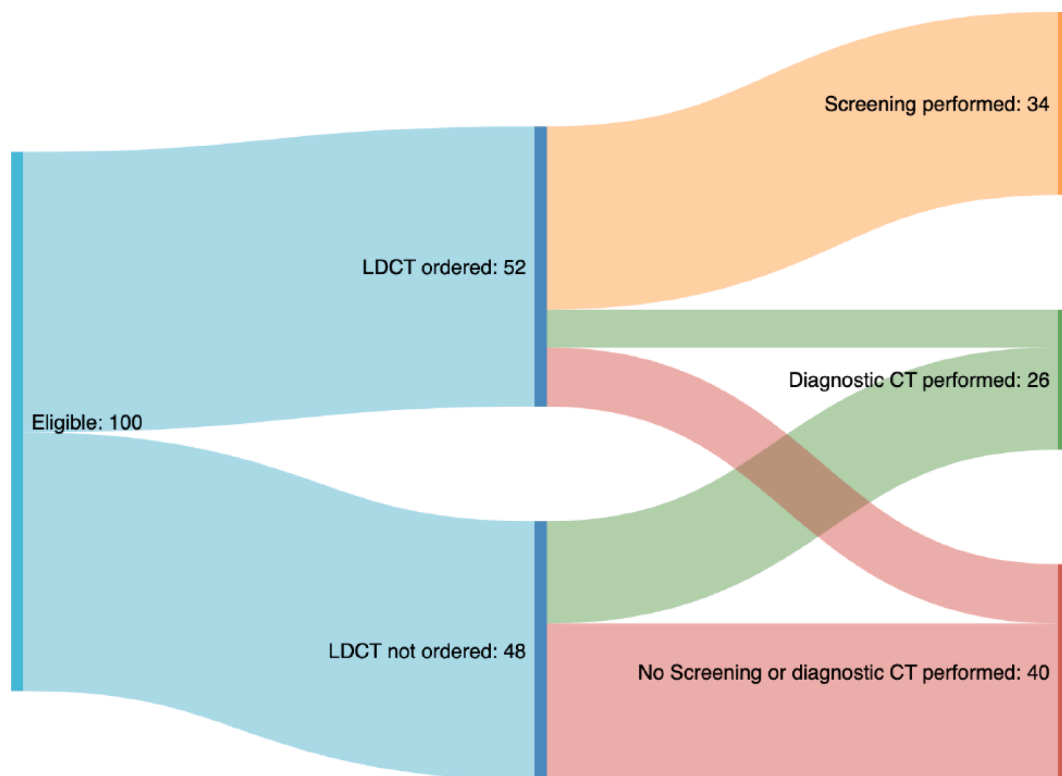 Eligible: 100
LDCT ordered: 52
LDCT not ordered: 48
Screening performed: 34
Diagnostic CT performed: 26
No Screening or diagnostic CT performed: 40